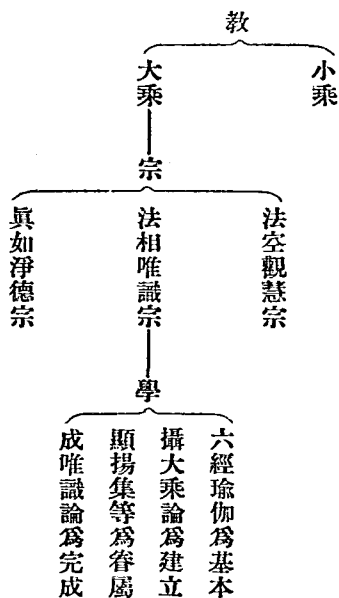 教
小乘
大乘
宗
法空觀慧宗
法相唯識宗
眞如淨德宗
學
六經瑜伽爲基本
攝大乘論爲建立
顯揚集等爲眷屬
成唯識論爲完成